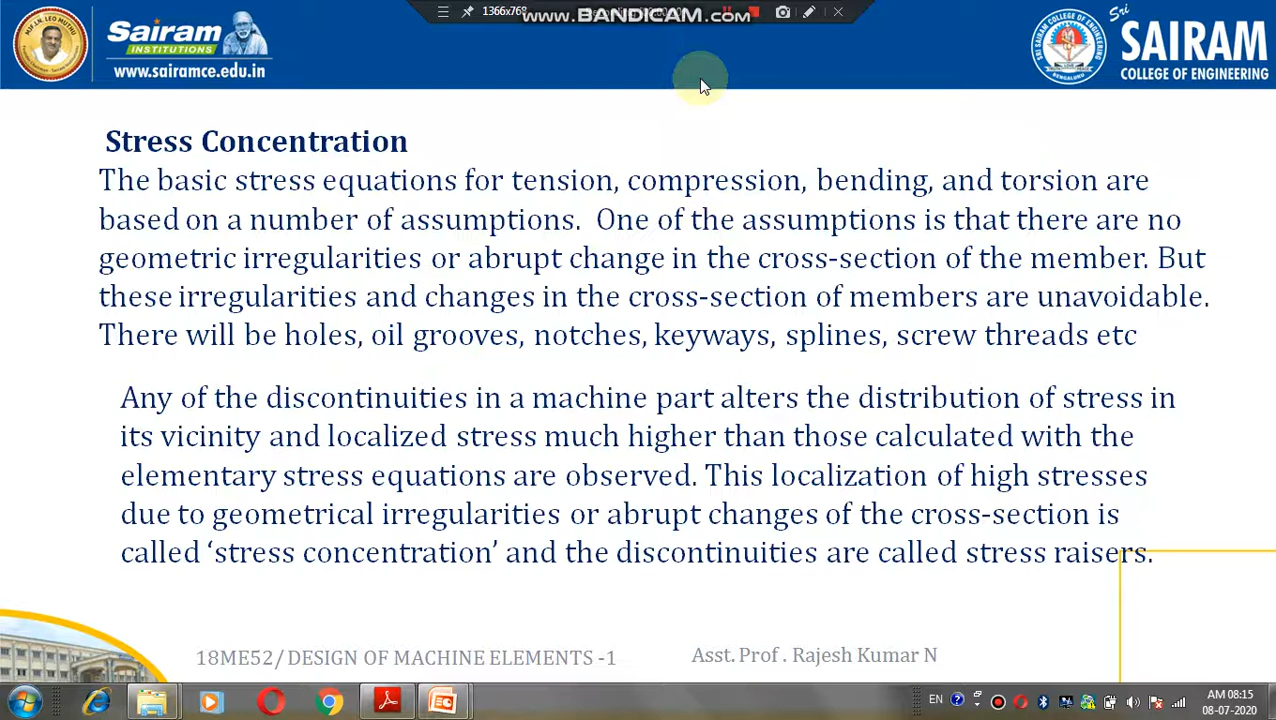 1366x768
www.BANDICAM.com
Sairam
INSTITUTIONS
www.sairamce.edu.in
Sri
SAIRAM
COLLEGE OF ENGINEERING
Stress Concentration
The basic stress equations for tension, compression, bending, and torsion are
based on a number of assumptions. One of the assumptions is that there are no
geometric irregularities or abrupt change in the cross-section of the member. But
these irregularities and changes in the cross-section of members are unavoidable.
There will be holes, oil grooves, notches, keyways, splines, screw threads etc
Any of the discontinuities in a machine part alters the distribution of stress in
its vicinity and localized stress much higher than those calculated with the
elementary stress equations are observed. This localization of high stresses
due to geometrical irregularities or abrupt changes of the cross-section is
called ‘stress concentration’ and the discontinuities are called stress raisers.
18ME52/ DESIGN OF MACHINE ELEMENTS -1
Asst. Prof . Rajesh Kumar N
EN
AM 08:15
08-07-2020